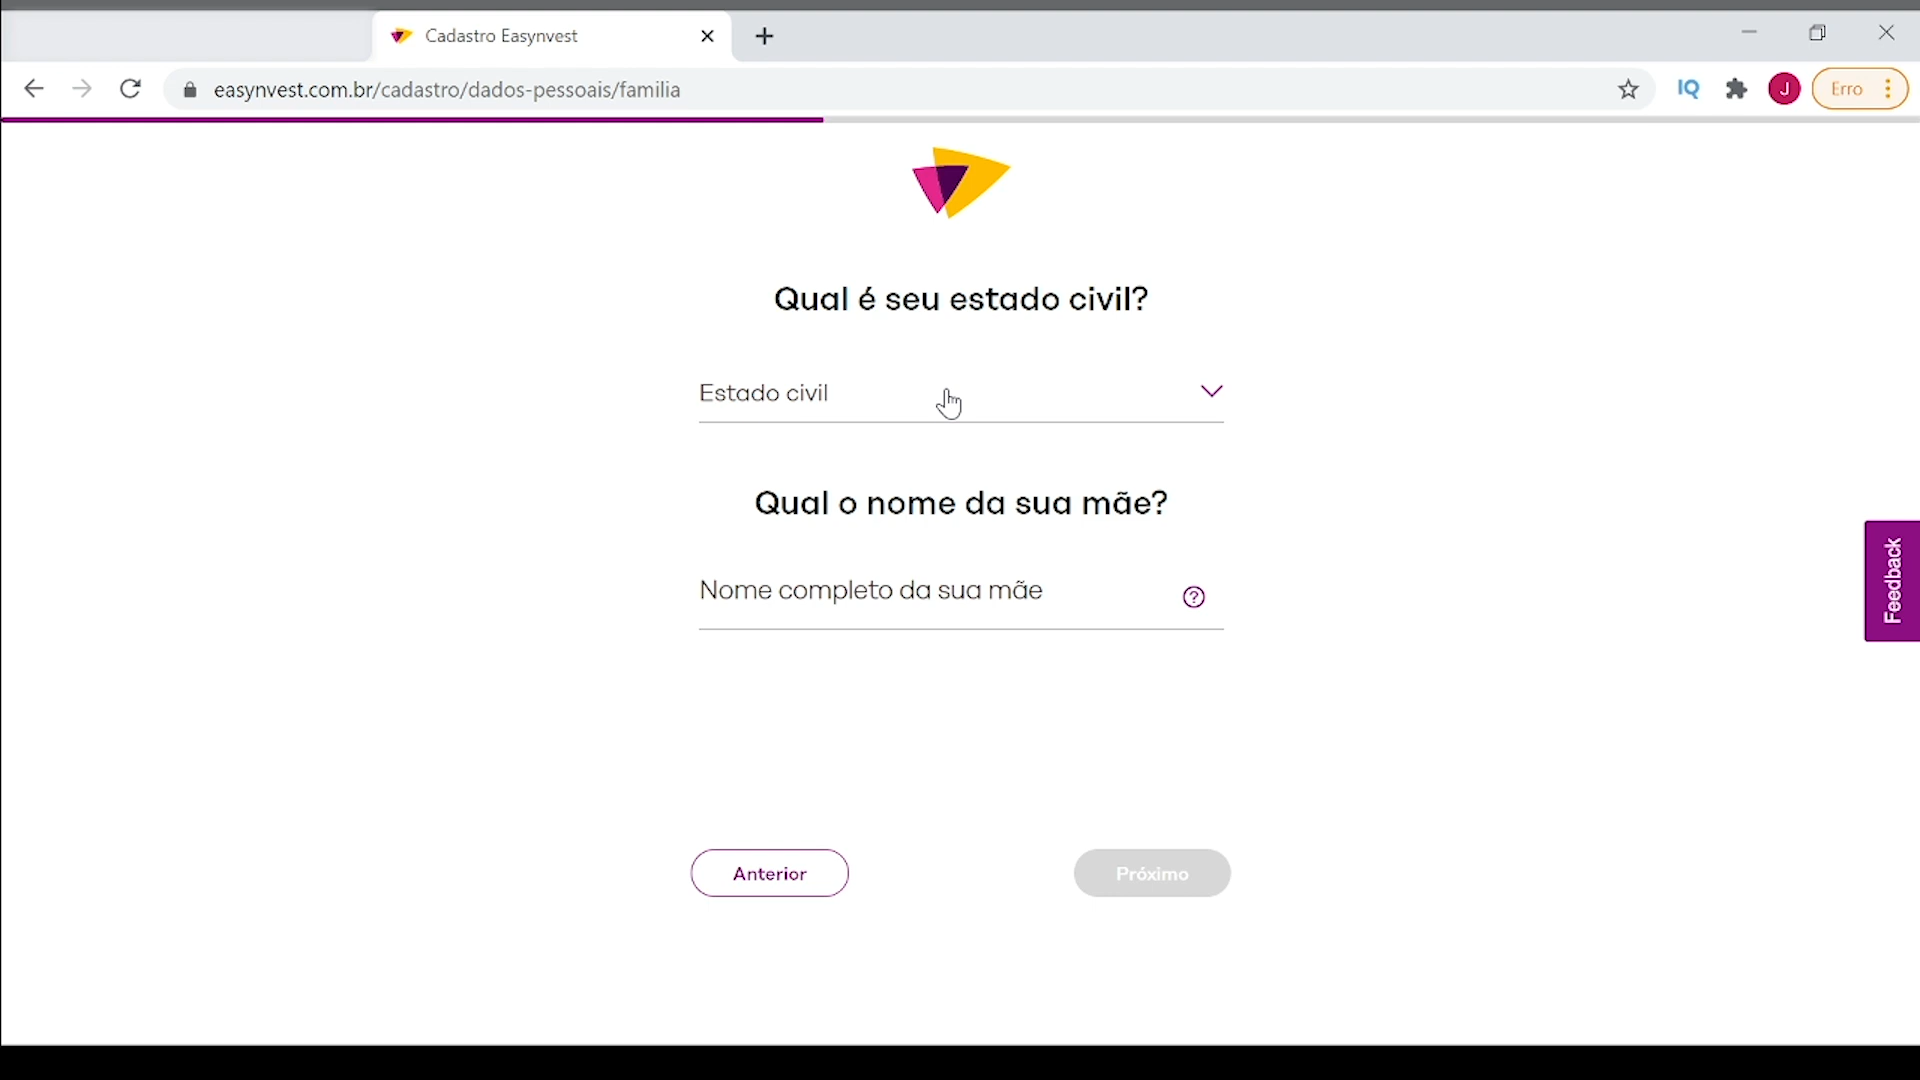 Cadastro Easynvest
easynvest.com.br/cadastro/dados-pessoais/familia
IQ
J
Erro
Qual é seu estado civil?
Estado civil
Qual o nome da sua mãe?
Nome completo da sua mãe
?
Feedback
Anterior
Próximo